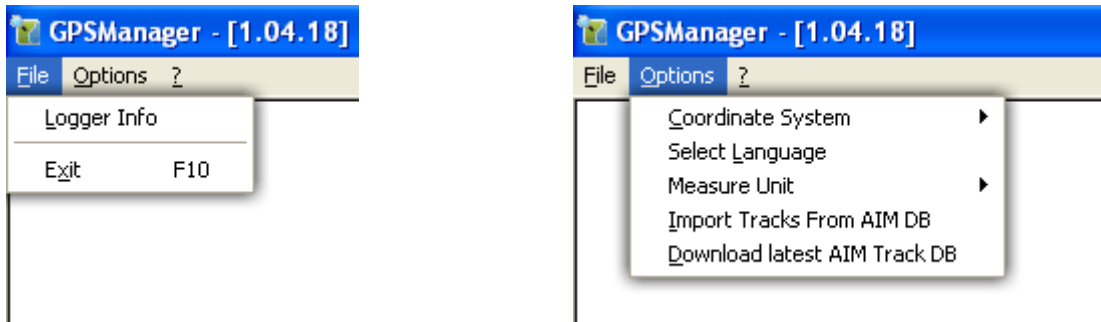 GPSManager - [1.04.18]
File Options ?
Logger Info
Exit F10
GPSManager - [1.04.18]
File Options ?
Coordinate System
Select Language
Measure Unit
Import Tracks From AIM DB
Download latest AIM Track DB